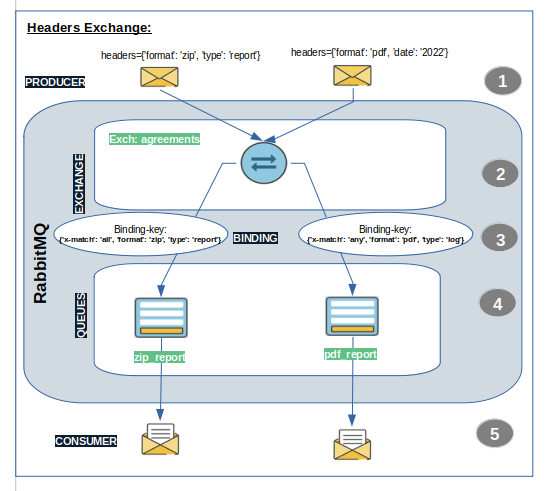 Headers Exchange:
headers={'format': 'zip', 'type': 'report'}
headers={'format': 'pdf', 'date': '2022'}
PRODUCER
1
Exch: agreements
EXCHANGE
2
RabbitMQ
Binding-key:
{'x-match': 'all', 'format': 'zip', 'type': 'report'}
BINDING
Binding-key:
{'x-match': 'any', 'format': 'pdf', 'type': 'log'}
3
QUEUES
4
zip_report
pdf_report
CONSUMER
5